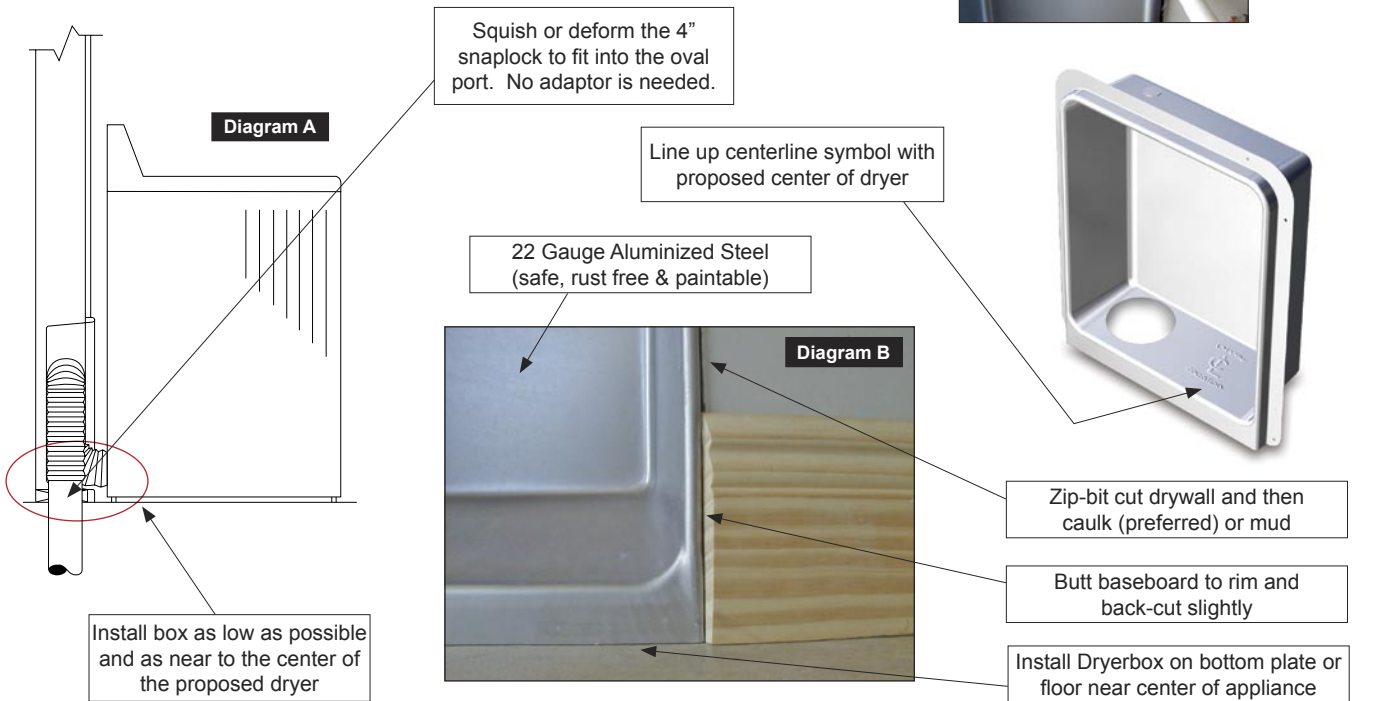 Squish or deform the 4”
snaplock to fit into the oval
port.  No adaptor is needed.
Diagram A
Line up centerline symbol with
proposed center of dryer
22 Gauge Aluminized Steel
(safe, rust free & paintable)
Diagram B
Zip-bit cut drywall and then
caulk (preferred) or mud
Butt baseboard to rim and
back-cut slightly
Install box as low as possible
and as near to the center of
the proposed dryer
Install Dryerbox on bottom plate or
floor near center of appliance